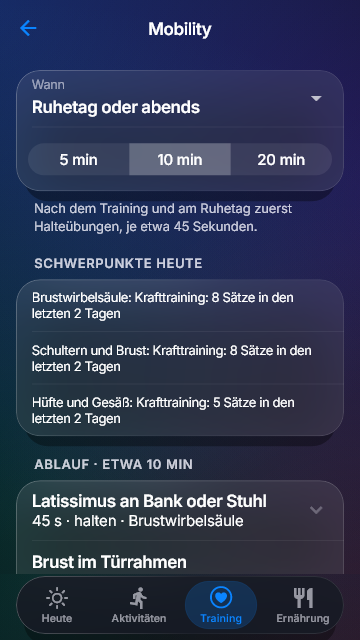 Mobility
Wann
Ruhetag oder abends
5 min
10 min
20 min
Nach dem Training und am Ruhetag zuerst
Halteübungen, je etwa 45 Sekunden.
SCHWERPUNKTE HEUTE
Brustwirbelsäule: Krafttraining: 8 Sätze in den
letzten 2 Tagen
Schultern und Brust: Krafttraining: 8 Sätze in den
letzten 2 Tagen
Hüfte und Gesäß: Krafttraining: 5 Sätze in den
letzten 2 Tagen
ABLAUF · ETWA 10 MIN
Latissimus an Bank oder Stuhl
45 s · halten · Brustwirbelsäule
Brust im Türrahmen
Heute
Aktivitäten
Training
Ernährung